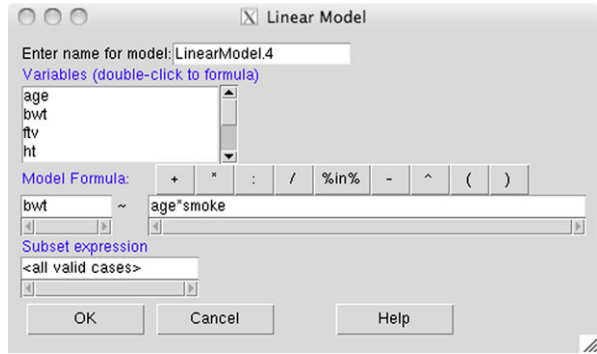 X Linear Model
Enter name for model: LinearModel.4
Variables (double-click to formula)
age
bwt
ftv
ht
Model Formula: + * : / %in% - ^ ( )
bwt ~ age*smoke
Subset expression
<all valid cases>
OK Cancel Help